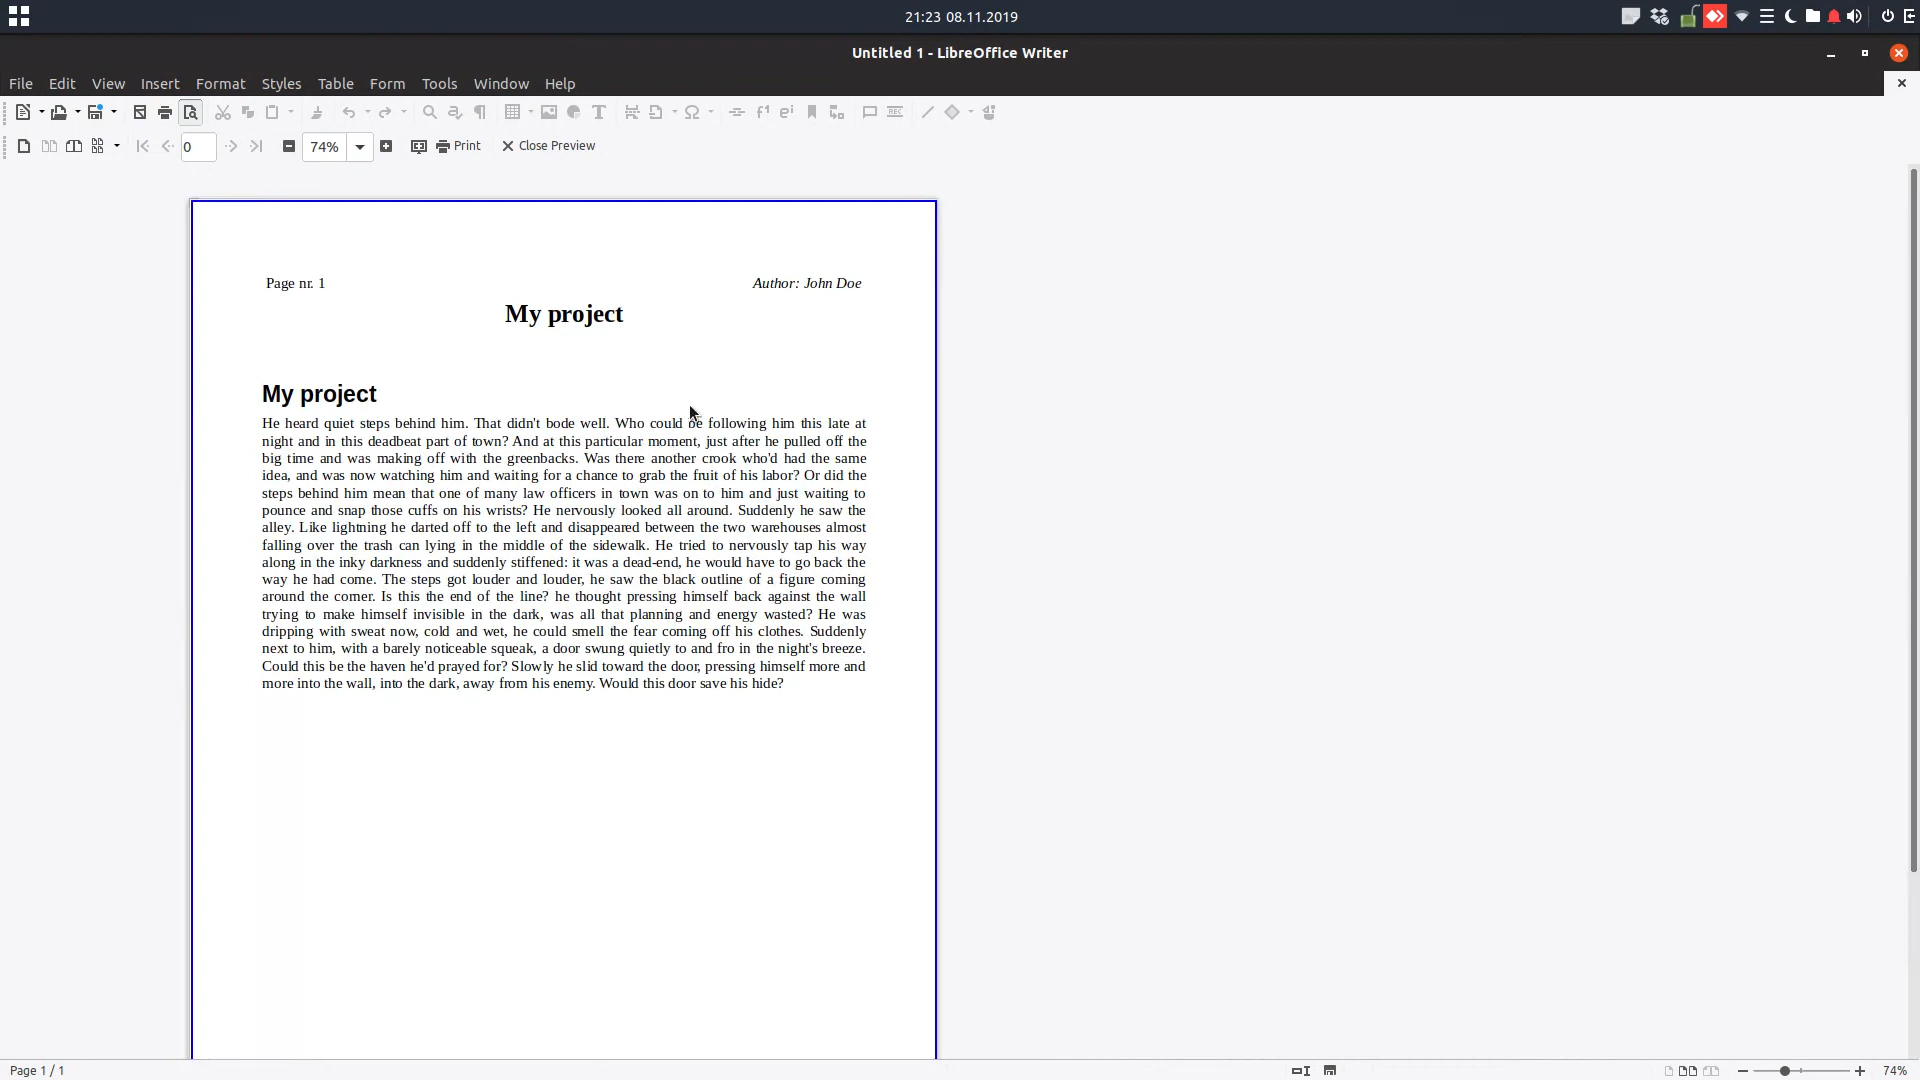 21:23 08.11.2019
Untitled 1 - LibreOffice Writer
File Edit View Insert Format Styles Table Form Tools Window Help
0 74% Print Close Preview
Page nr. 1 Author: John Doe
My project
My project
He heard quiet steps behind him. That didn't bode well. Who could be following him this late at
night and in this deadbeat part of town? And at this particular moment, just after he pulled off the
big time and was making off with the greenbacks. Was there another crook who'd had the same
idea, and was now watching him and waiting for a chance to grab the fruit of his labor? Or did the
steps behind him mean that one of many law officers in town was on to him and just waiting to
pounce and snap those cuffs on his wrists? He nervously looked all around. Suddenly he saw the
alley. Like lightning he darted off to the left and disappeared between the two warehouses almost
falling over the trash can lying in the middle of the sidewalk. He tried to nervously tap his way
along in the inky darkness and suddenly stiffened: it was a dead-end, he would have to go back the
way he had come. The steps got louder and louder, he saw the black outline of a figure coming
around the corner. Is this the end of the line? he thought pressing himself back against the wall
trying to make himself invisible in the dark, was all that planning and energy wasted? He was
dripping with sweat now, cold and wet, he could smell the fear coming off his clothes. Suddenly
next to him, with a barely noticeable squeak, a door swung quietly to and fro in the night's breeze.
Could this be the haven he'd prayed for? Slowly he slid toward the door, pressing himself more and
more into the wall, into the dark, away from his enemy. Would this door save his hide?
Page 1 / 1 74%